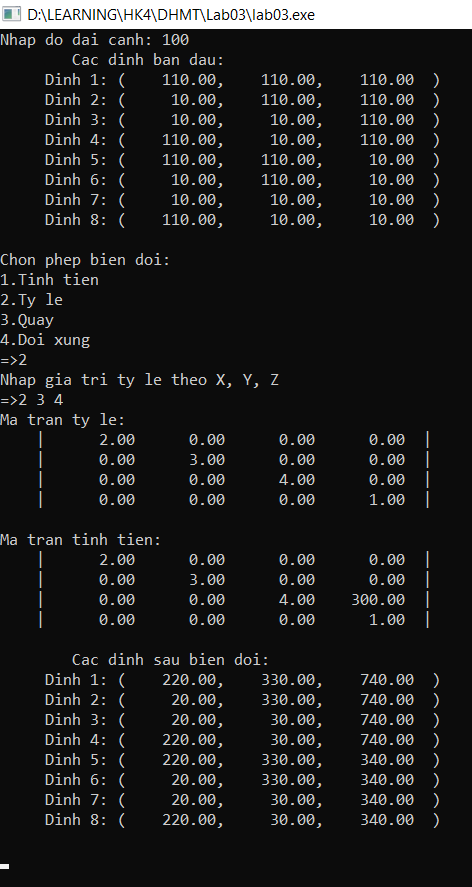 D:\LEARNING\HK4\DHMT\Lab03\lab03.exe
Nhap do dai canh: 100
Cac dinh ban dau:
Dinh 1: ( 110.00, 110.00, 110.00 )
Dinh 2: ( 10.00, 110.00, 110.00 )
Dinh 3: ( 10.00, 10.00, 110.00 )
Dinh 4: ( 110.00, 10.00, 110.00 )
Dinh 5: ( 110.00, 110.00, 10.00 )
Dinh 6: ( 10.00, 110.00, 10.00 )
Dinh 7: ( 10.00, 10.00, 10.00 )
Dinh 8: ( 110.00, 10.00, 10.00 )
Chon phep bien doi:
1.Tinh tien
2.Ty le
3.Quay
4.Doi xung
=>2
Nhap gia tri ty le theo X, Y, Z
=>2 3 4
Ma tran ty le:
| 2.00 0.00 0.00 0.00 |
| 0.00 3.00 0.00 0.00 |
| 0.00 0.00 4.00 0.00 |
| 0.00 0.00 0.00 1.00 |
Ma tran tinh tien:
| 2.00 0.00 0.00 0.00 |
| 0.00 3.00 0.00 0.00 |
| 0.00 0.00 4.00 300.00 |
| 0.00 0.00 0.00 1.00 |
Cac dinh sau bien doi:
Dinh 1: ( 220.00, 330.00, 740.00 )
Dinh 2: ( 20.00, 330.00, 740.00 )
Dinh 3: ( 20.00, 30.00, 740.00 )
Dinh 4: ( 220.00, 30.00, 740.00 )
Dinh 5: ( 220.00, 330.00, 340.00 )
Dinh 6: ( 20.00, 330.00, 340.00 )
Dinh 7: ( 20.00, 30.00, 340.00 )
Dinh 8: ( 220.00, 30.00, 340.00 )